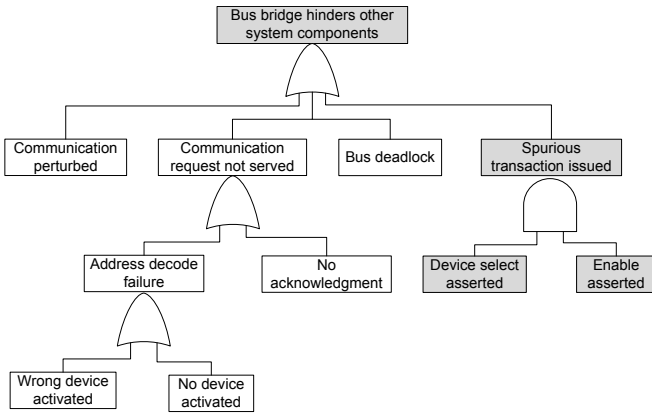 Bus bridge hinders other
system components
Communication
perturbed
Communication
request not served
Bus deadlock
Spurious
transaction issued
Address decode
failure
No
acknowledgment
Device select
asserted
Enable
asserted
Wrong device
activated
No device
activated